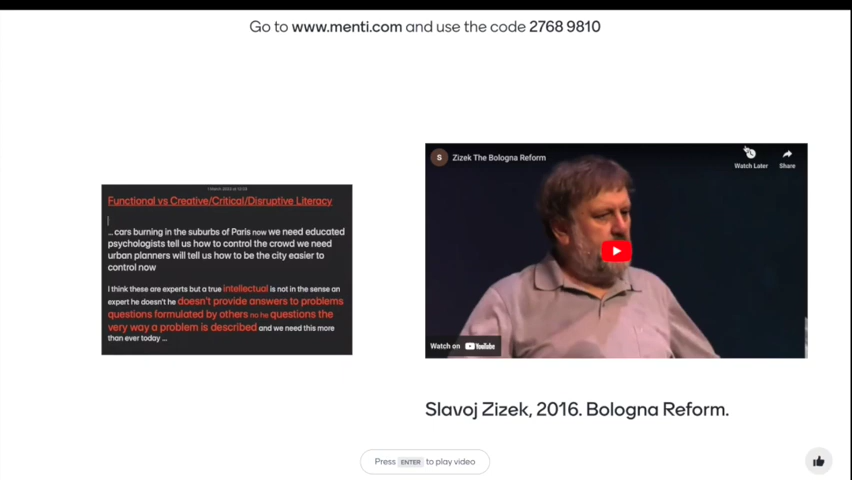 Go to www.menti.com and use the code 2768 9810
Functional vs Creative/Critical/Disruptive Literacy
... cars burning in the suburbs of Paris now we need educated
psychologists tell us how to control the crowd we need
urban planners will tell us how to be the city easier to
control now
I think these are experts but a true intellectual is not in the sense an
expert he doesn't he doesn't provide answers to problems
questions formulated by others no he questions the
very way a problem is described and we need this more
than ever today ...
S
Zizek The Bologna Reform
Watch Later
Share
Watch on YouTube
Slavoj Zizek, 2016. Bologna Reform.
Press ENTER to play video